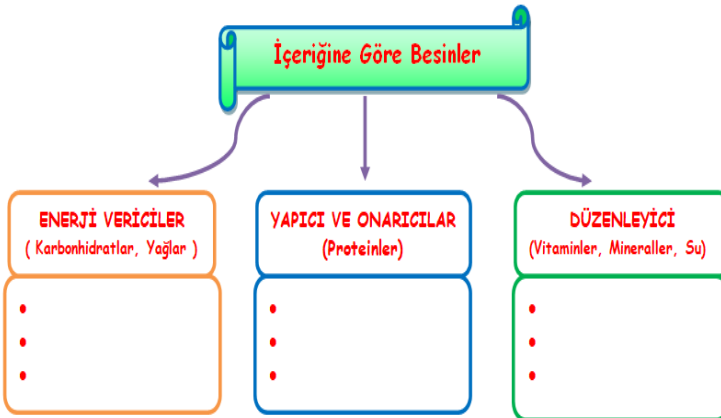 İçeriğine Göre Besinler
ENERJİ VERİCİLER
( Karbonhidratlar, Yağlar )
YAPICI VE ONARICILAR
(Proteinler)
DÜZENLEYİCİ
(Vitaminler, Mineraller, Su)